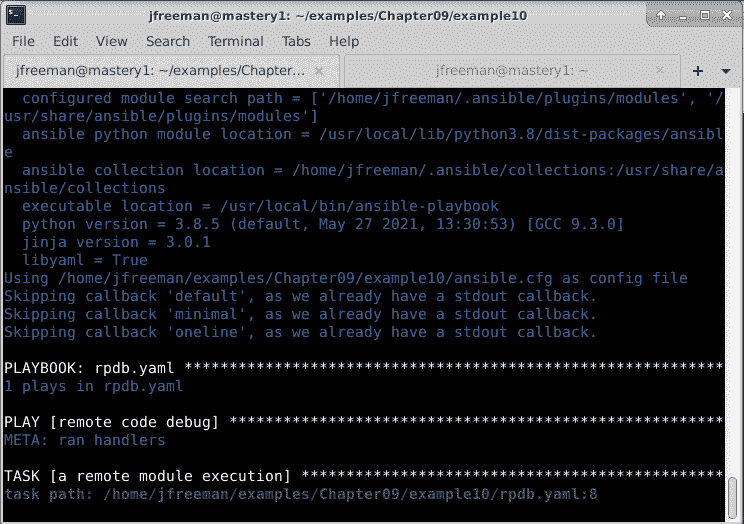 jfreeman@mastery1: ~/examples/Chapter09/example10
File Edit View Search Terminal Tabs Help
jfreeman@mastery1: ~/examples/Chapter... × jfreeman@mastery1: ~ ×
  configured module search path = ['/home/jfreeman/.ansible/plugins/modules', '/
usr/share/ansible/plugins/modules']
  ansible python module location = /usr/local/lib/python3.8/dist-packages/ansibl
e
  ansible collection location = /home/jfreeman/.ansible/collections:/usr/share/a
nsible/collections
  executable location = /usr/local/bin/ansible-playbook
  python version = 3.8.5 (default, May 27 2021, 13:30:53) [GCC 9.3.0]
  jinja version = 3.0.1
  libyaml = True
Using /home/jfreeman/examples/Chapter09/example10/ansible.cfg as config file
Skipping callback 'default', as we already have a stdout callback.
Skipping callback 'minimal', as we already have a stdout callback.
Skipping callback 'oneline', as we already have a stdout callback.
PLAYBOOK: rpdb.yaml ************************************************************
1 plays in rpdb.yaml
PLAY [remote code debug] *******************************************************
META: ran handlers
TASK [a remote module execution] ***********************************************
task path: /home/jfreeman/examples/Chapter09/example10/rpdb.yaml:8